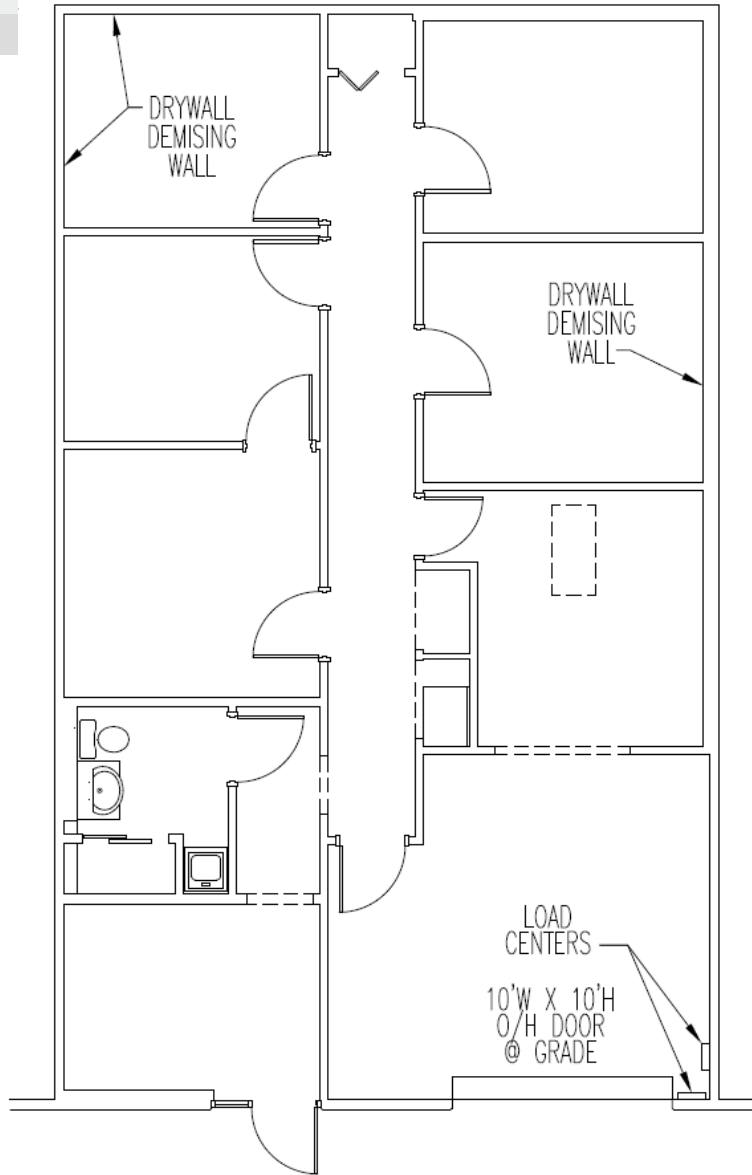 DRYWALL
DEMISING
WALL
DRYWALL
DEMISING
WALL
LOAD
CENTERS
10'W X 10'H
O/H DOOR
@ GRADE